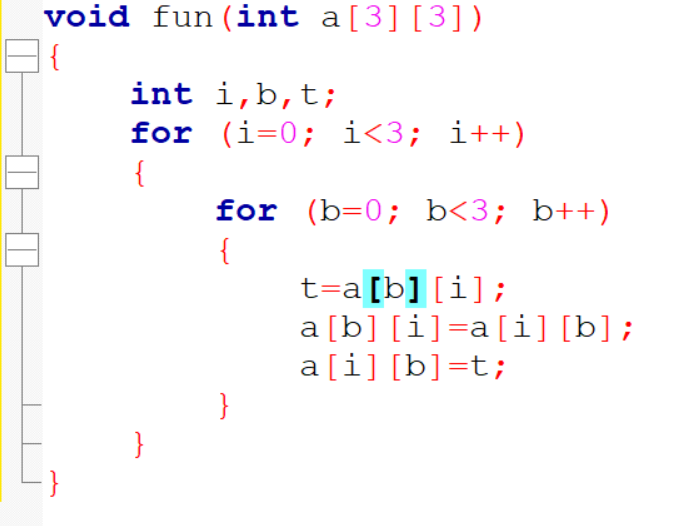 void fun(int a[3][3])
{
int i,b,t;
for (i=0; i<3; i++)
{
for (b=0; b<3; b++)
{
t=a[b][i];
a[b][i]=a[i][b];
a[i][b]=t;
}
}
}